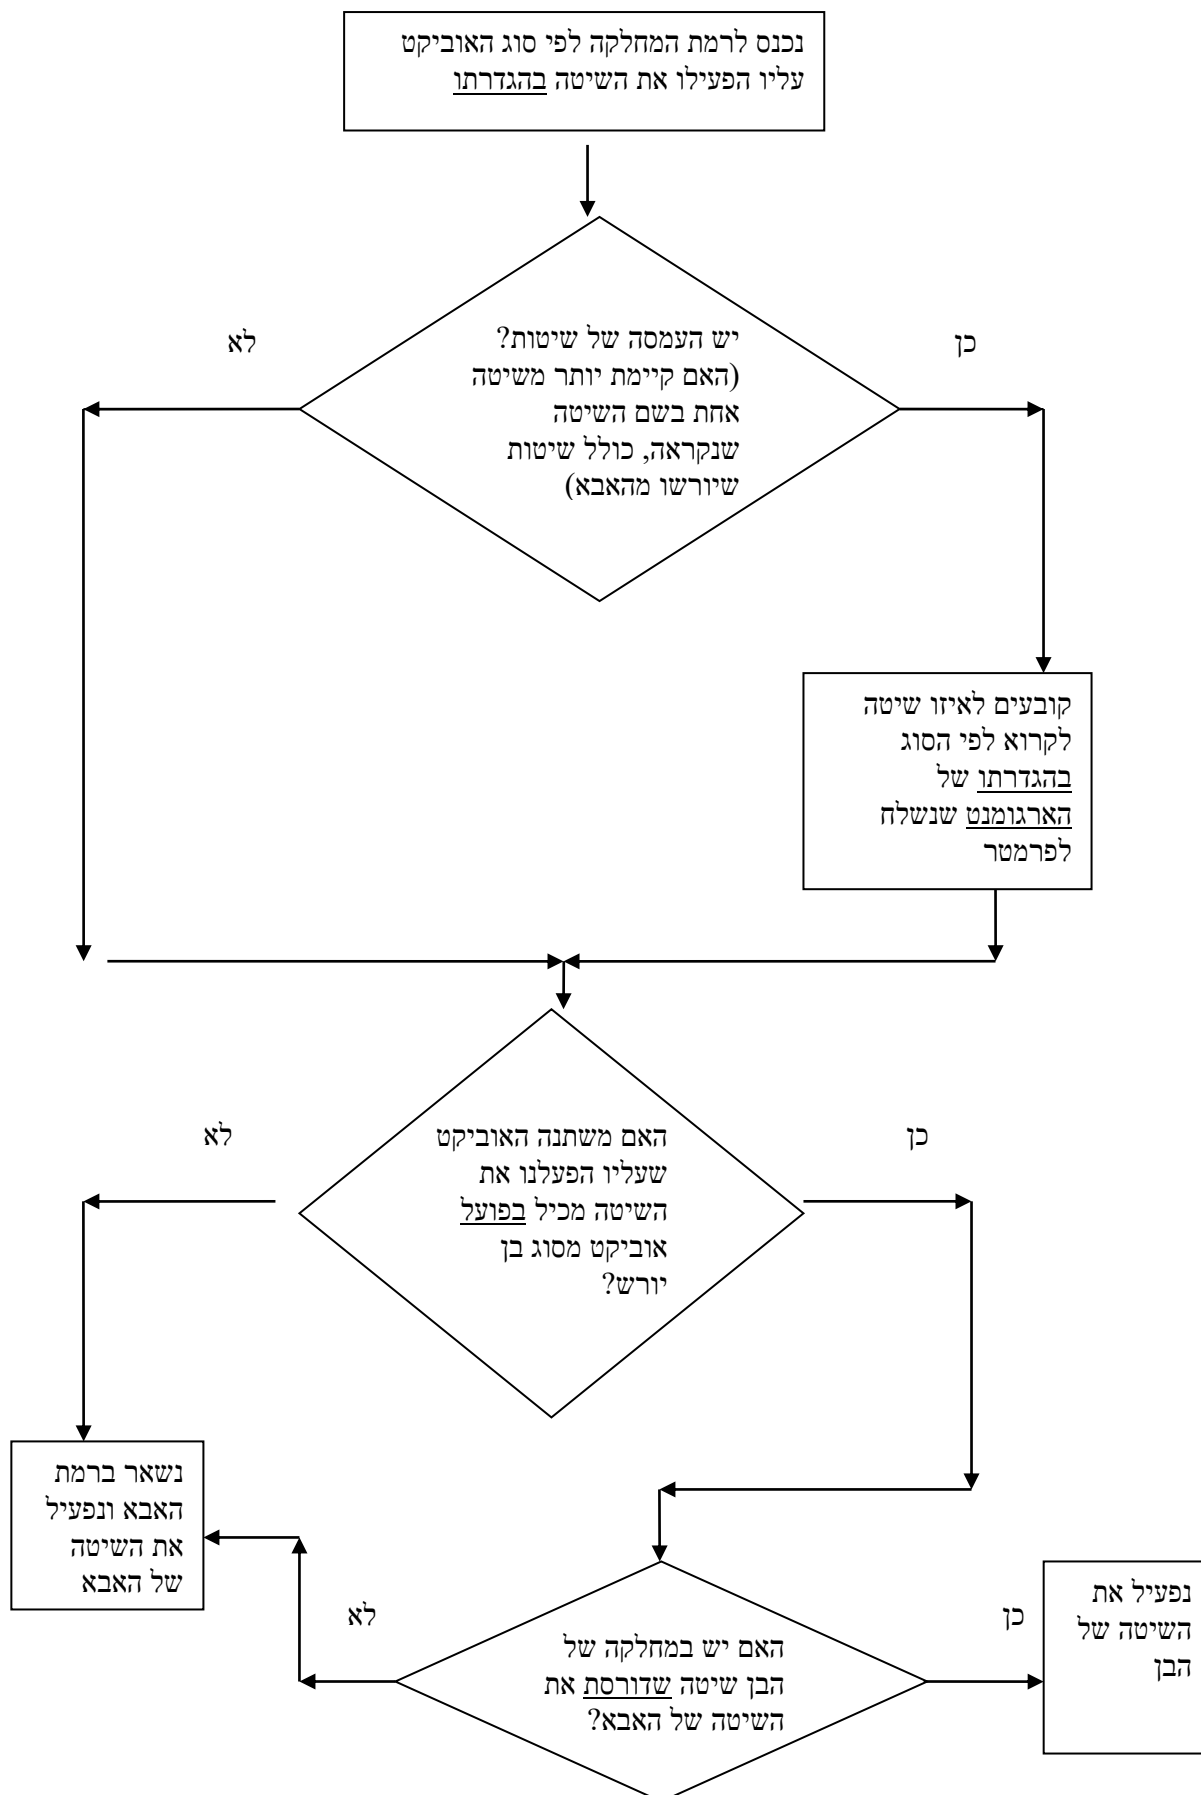 נכנס לרמת המחלקה לפי סוג האוביקט
עליו הפעילו את השיטה בהגדרתו
יש העמסה של שיטות?
(האם קיימת יותר משיטה
אחת בשם השיטה
שנקראה, כולל שיטות
שיורשו מהאבא)
כן
לא
קובעים לאיזו שיטה
לקרוא לפי הסוג
בהגדרתו של
הארגומנט שנשלח
לפרמטר
האם משתנה האוביקט
שעליו הפעלנו את
השיטה מכיל בפועל
אוביקט מסוג בן
יורש?
כן
לא
נשאר ברמת
האבא ונפעיל
את השיטה
של האבא
האם יש במחלקה של
הבן שיטה שדורסת את
השיטה של האבא?
כן
לא
נפעיל את
השיטה של
הבן